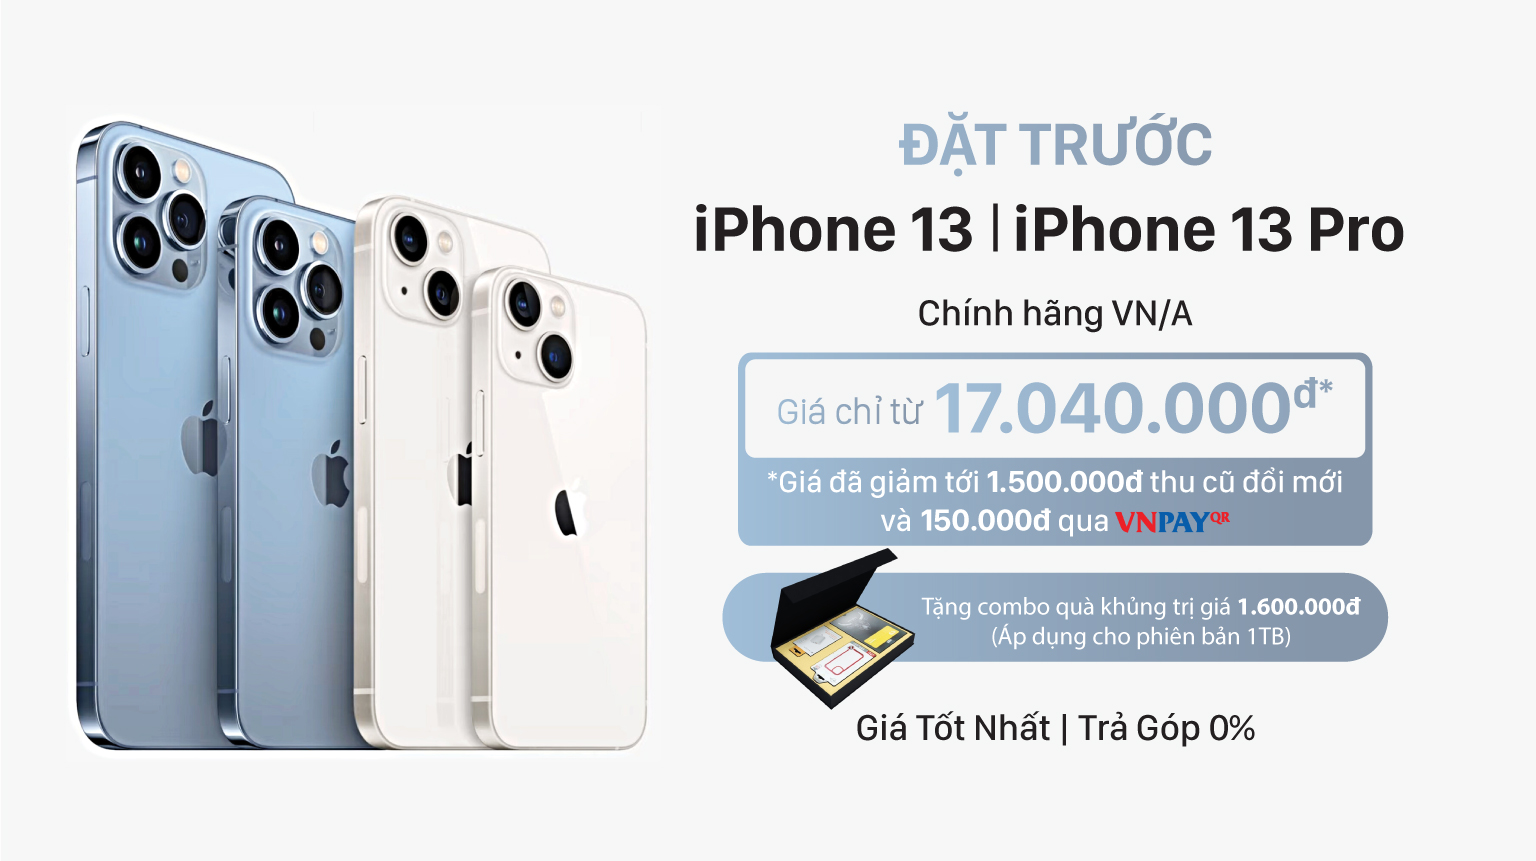 ĐẶT TRƯỚC
iPhone 13 | iPhone 13 Pro
Chính hãng VN/A
Giá chỉ từ 17.040.000đ*
*Giá đã giảm tới 1.500.000đ thu cũ đổi mới
và 150.000đ qua VNPAYQR
Tặng combo quà khủng trị giá 1.600.000đ
(Áp dụng cho phiên bản 1TB)
Giá Tốt Nhất | Trả Góp 0%